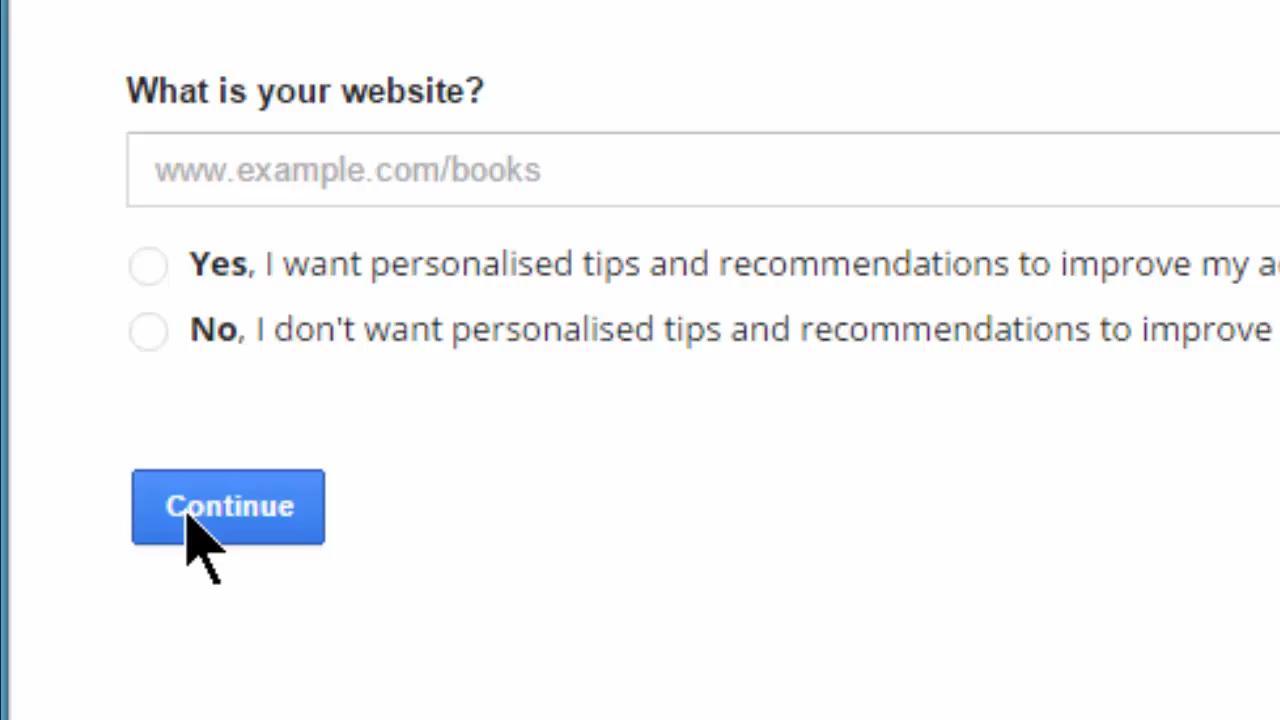 What is your website?
www.example.com/books
Yes, I want personalised tips and recommendations to improve my
No, I don't want personalised tips and recommendations to improve
Continue